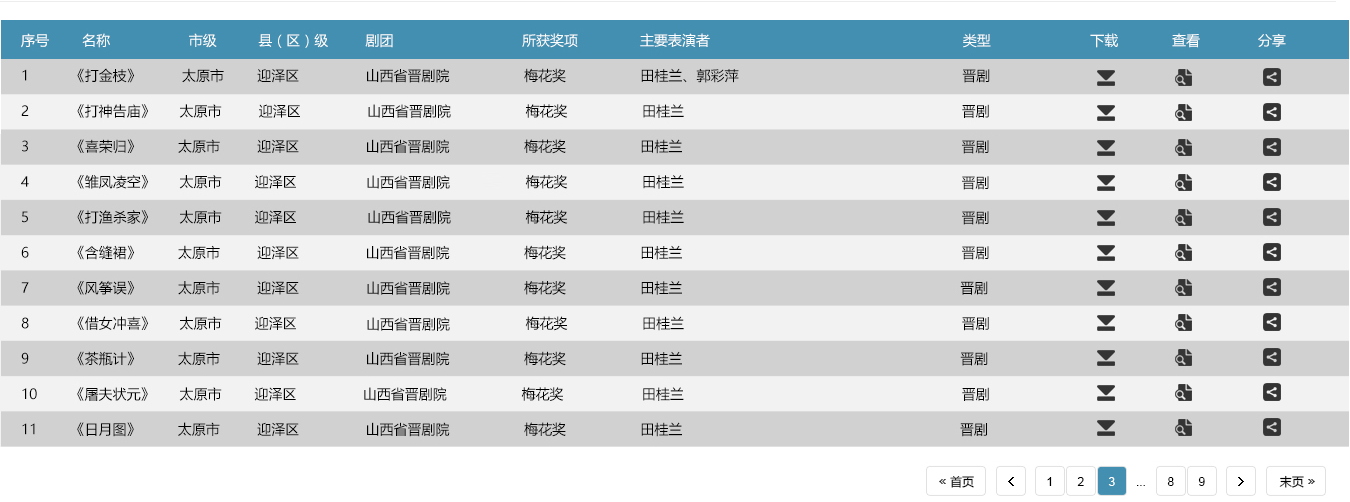 序号 名称 市级 县（区）级 剧团 所获奖项 主要表演者 类型 下载 查看 分享
1 《打金枝》 太原市 迎泽区 山西省晋剧院 梅花奖 田桂兰、郭彩萍 晋剧
2 《打神告庙》 太原市 迎泽区 山西省晋剧院 梅花奖 田桂兰 晋剧
3 《喜荣归》 太原市 迎泽区 山西省晋剧院 梅花奖 田桂兰 晋剧
4 《雏凤凌空》 太原市 迎泽区 山西省晋剧院 梅花奖 田桂兰 晋剧
5 《打渔杀家》 太原市 迎泽区 山西省晋剧院 梅花奖 田桂兰 晋剧
6 《含缝裙》 太原市 迎泽区 山西省晋剧院 梅花奖 田桂兰 晋剧
7 《风筝误》 太原市 迎泽区 山西省晋剧院 梅花奖 田桂兰 晋剧
8 《借女冲喜》 太原市 迎泽区 山西省晋剧院 梅花奖 田桂兰 晋剧
9 《茶瓶计》 太原市 迎泽区 山西省晋剧院 梅花奖 田桂兰 晋剧
10 《屠夫状元》 太原市 迎泽区 山西省晋剧院 梅花奖 田桂兰 晋剧
11 《日月图》 太原市 迎泽区 山西省晋剧院 梅花奖 田桂兰 晋剧
« 首页 < 1 2 3 ... 8 9 > 末页 »